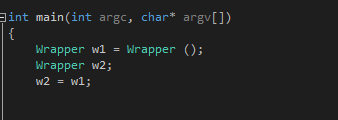 int main(int argc, char* argv[])
{
Wrapper w1 = Wrapper ();
Wrapper w2;
w2 = w1;